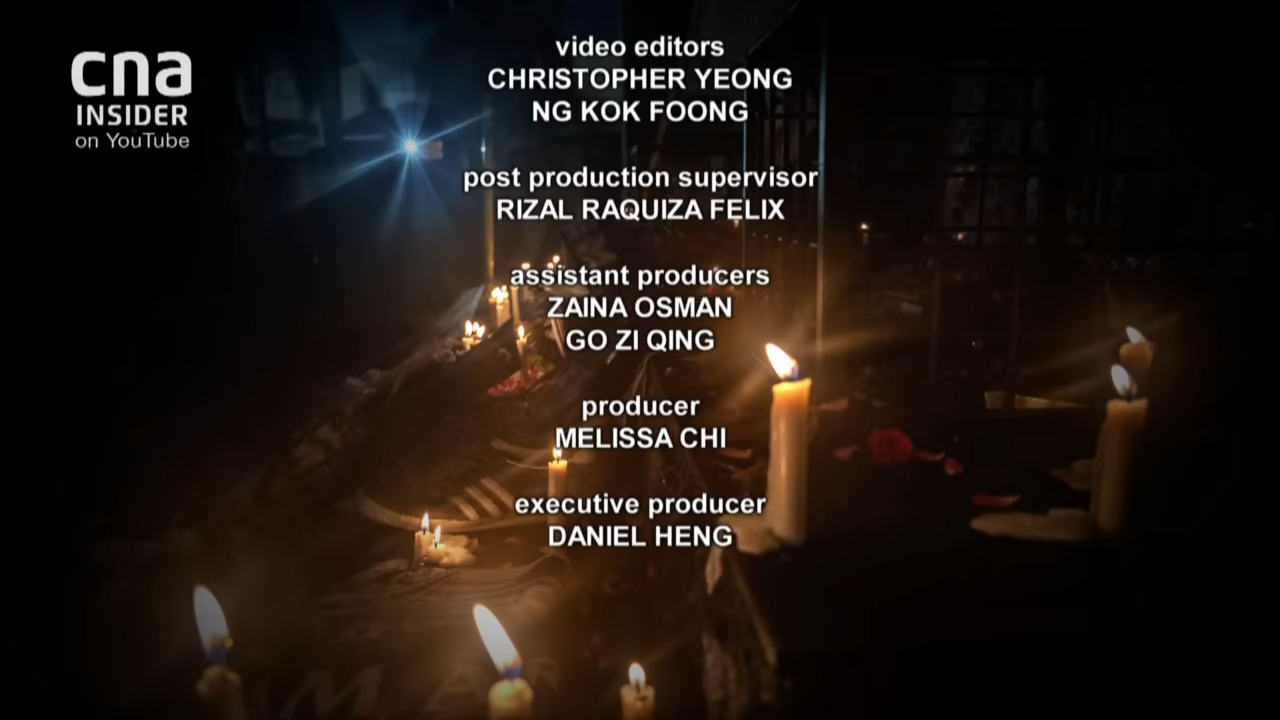 cna
INSIDER
on YouTube
video editors
CHRISTOPHER YEONG
NG KOK FOONG
post production supervisor
RIZAL RAQUIZA FELIX
assistant producers
ZAINA OSMAN
GO ZI QING
producer
MELISSA CHI
executive producer
DANIEL HENG